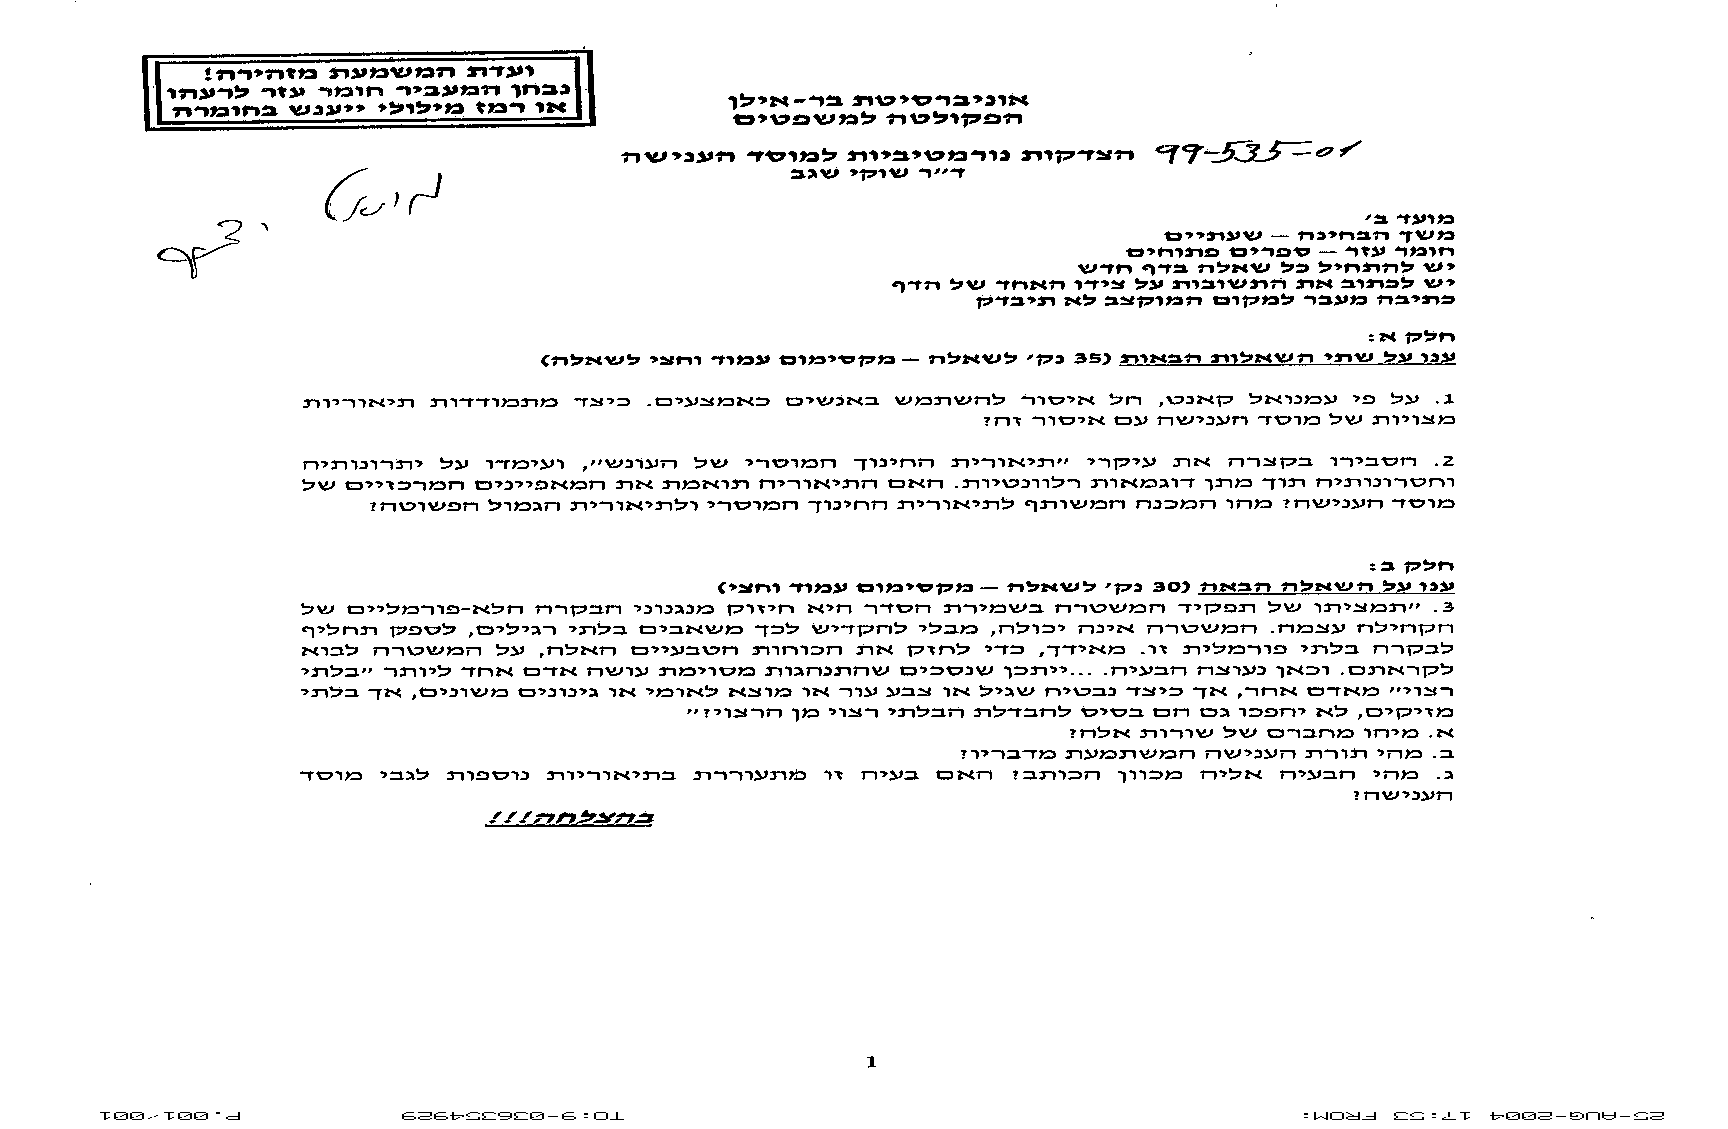 ועדת המשמעת מזהירה!
נבחן המעביר חומר עזר לרעהו
או רמז מילולי ייענש בחומרה
אוניברסיטת בר-אילן
הפקולטה למשפטים
הצדקות נורמטיביות למוסד הענישה 99-535-01
ד״ר שוקי שגב
מועד ב׳
משך הבחינה – שעתיים
חומר עזר – ספרים פתוחים
יש להתחיל כל שאלה בדף חדש
יש לכתוב את התשובות על צידו האחד של הדף
כתיבה מעבר למקום המוקצב לא תיבדק
חלק א:
ענו על שתי השאלות הבאות (35 נק׳ לשאלה – מקסימום עמוד וחצי לשאלה)
1. על פי עמנואל קאנט, חל איסור להשתמש באנשים כאמצעים. כיצד מתמודדות תיאוריות
מצויות של מוסד הענישה עם איסור זה?
2. הסבירו בקצרה את עיקרי ״תיאורית החינוך המוסרי של העונש״, ועימדו על יתרונותיה
וחסרונותיה תוך מתן דוגמאות רלוונטיות. האם התיאוריה תואמת את המאפיינים המרכזיים של
מוסד הענישה? מהו המכנה המשותף לתיאורית החינוך המוסרי ולתיאורית הגמול הפשוטה?
חלק ב:
ענו על השאלה הבאה (30 נק׳ לשאלה – מקסימום עמוד וחצי)
3. ״תמציתו של תפקיד המשטרה בשמירת הסדר היא חיזוק מנגנוני הבקרה הלא-פורמליים של
הקהילה עצמה. המשטרה אינה יכולה, מבלי להקדיש לכך משאבים בלתי רגילים, לספק תחליף
לבקרה בלתי פורמלית זו. מאידך, כדי לחזק את הכוחות הטבעיים האלה, על המשטרה לבוא
לקראתם. וכאן נעוצה הבעיה. ...ייתכן שנסכים שהתנהגות מסוימת עושה אדם אחד ליותר ״בלתי
רצוי״ מאדם אחר, אך כיצד נבטיח שגיל או צבע עור או מוצא לאומי או גינונים משונים, אך בלתי
מזיקים, לא יהפכו גם הם בסיס להבדלת הבלתי רצוי מן הרצוי?״
א. מיהו מחברם של שורות אלה?
ב. מהי תורת הענישה המשתמעת מדבריו?
ג. מהי הבעיה אליה מכוון הכותב? האם בעיה זו מתעוררת בתיאוריות נוספות לגבי מוסד
הענישה?
בהצלחה!!!
1
25-AUG-2004 17:53 FROM: TO:9-036354929 P.001/001